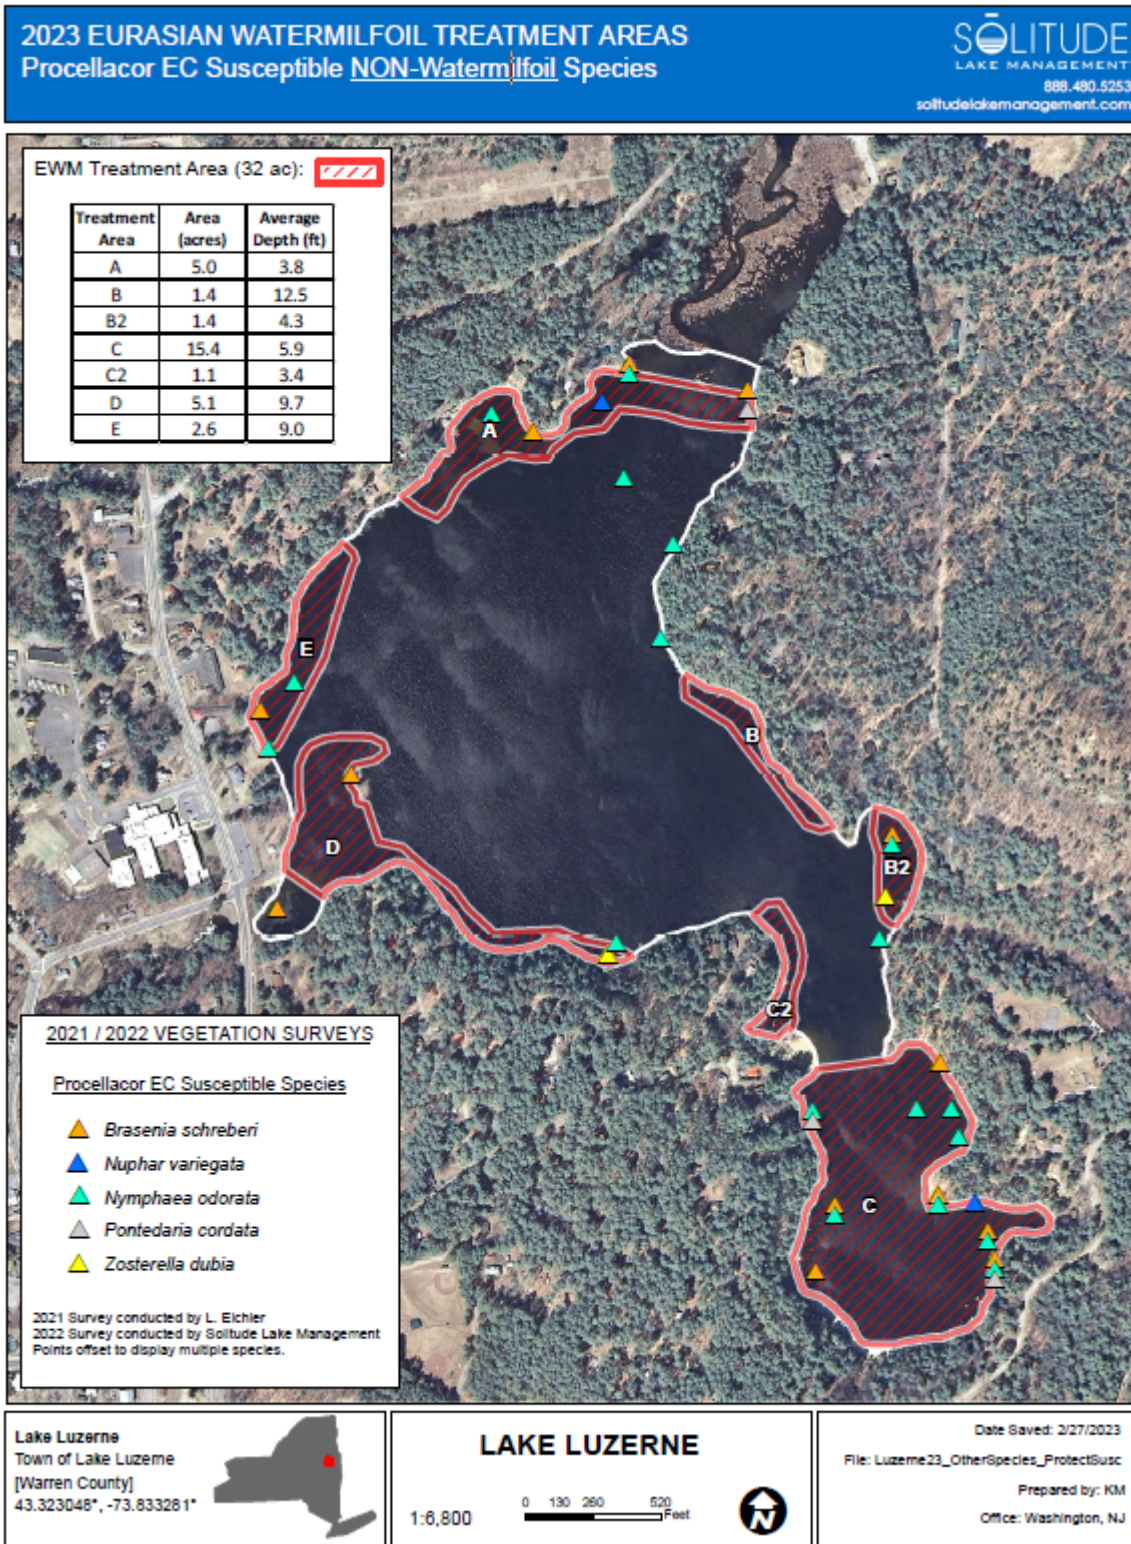 2023 EURASIAN WATERMILFOIL TREATMENT AREAS
Procellacor EC Susceptible NON-Watermilfoil Species
SŌLITUDE
LAKE MANAGEMENT
888.480.5253
solitudelakemanagement.com
EWM Treatment Area (32 ac):
Treatment Area Area (acres) Average Depth (ft)
A 5.0 3.8
B 1.4 12.5
B2 1.4 4.3
C 15.4 5.9
C2 1.1 3.4
D 5.1 9.7
E 2.6 9.0
A
E
B
D
B2
C2
C
2021 / 2022 VEGETATION SURVEYS
Procellacor EC Susceptible Species
Brasenia schreberi
Nuphar variegata
Nymphaea odorata
Pontedaria cordata
Zosterella dubia
2021 Survey conducted by L. Eichler
2022 Survey conducted by Solitude Lake Management
Points offset to display multiple species.
Lake Luzerne
Town of Lake Luzerne
[Warren County]
43.323048°, -73.833281°
LAKE LUZERNE
1:6,800
0 130 260 520
Feet
N
Date Saved: 2/27/2023
File: Luzerne23_OtherSpecies_ProtectSusc
Prepared by: KM
Office: Washington, NJ